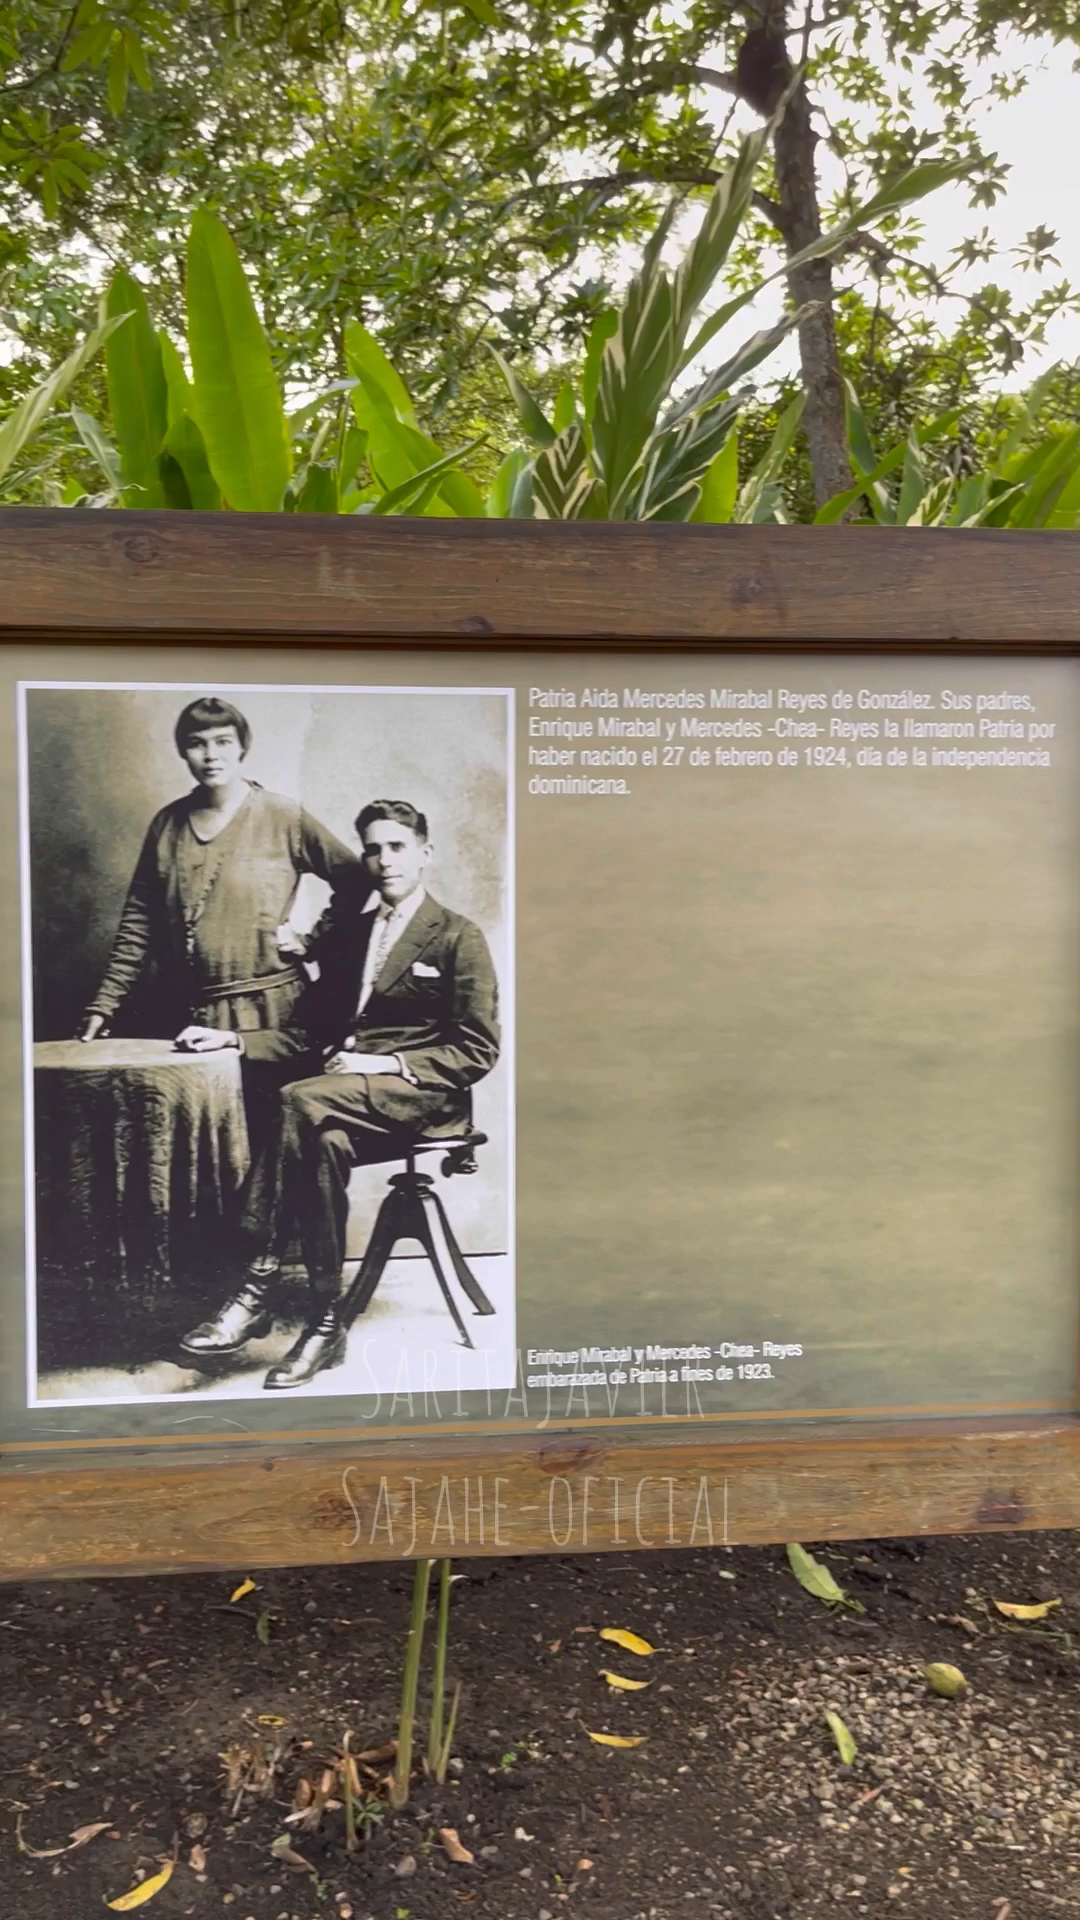 Patria Aida Mercedes Mirabal Reyes de González. Sus padres,
Enrique Mirabal y Mercedes -Chea- Reyes la llamaron Patria por
haber nacido el 27 de febrero de 1924, día de la independencia
dominicana.
Enrique Mirabal y Mercedes -Chea- Reyes
embarazada de Patria a fines de 1923.
SARITAJAVIER
SAJAHE-OFICIAL